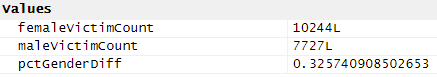 Values
femaleVictimCount 10244L
maleVictimCount 7727L
pctGenderDiff 0.325740908502653